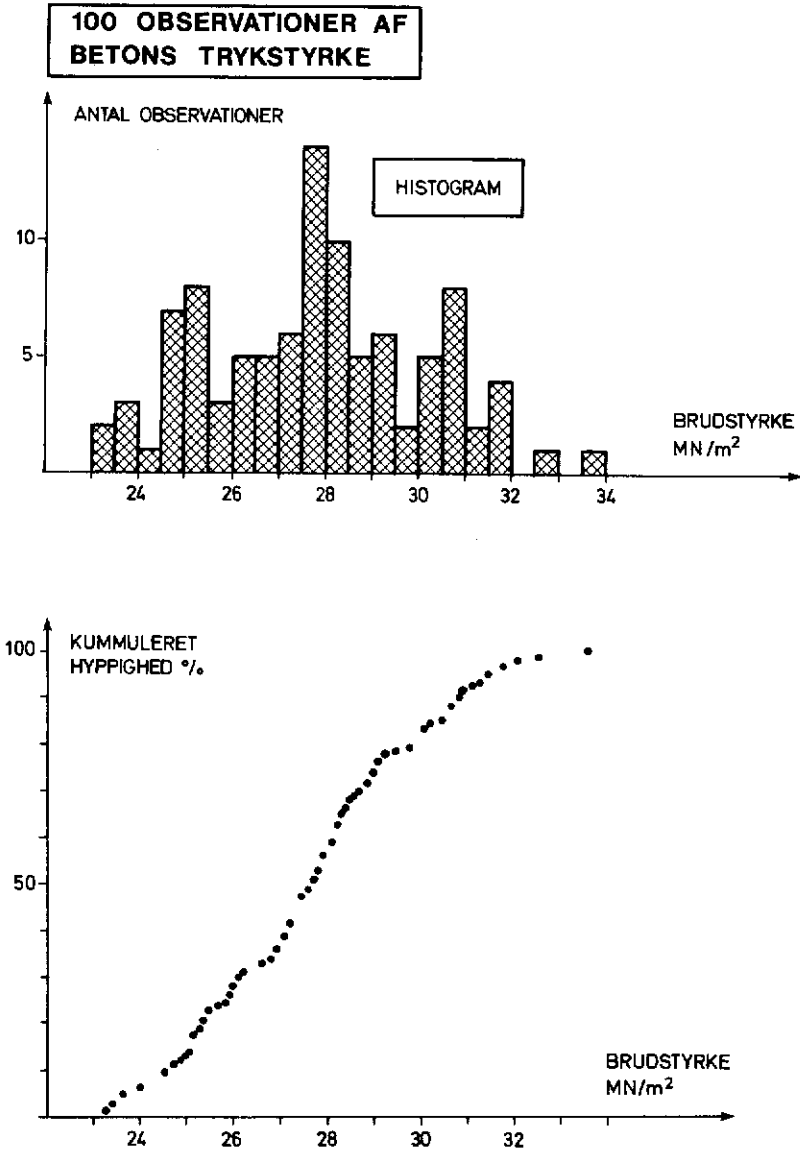 100 OBSERVATIONER AF
BETONS TRYKSTYRKE
ANTAL OBSERVATIONER
HISTOGRAM
10
5
BRUDSTYRKE
MN/m²
24 26 28 30 32 34
100
KUMMULERET
HYPPIGHED %
50
BRUDSTYRKE
MN/m²
24 26 28 30 32